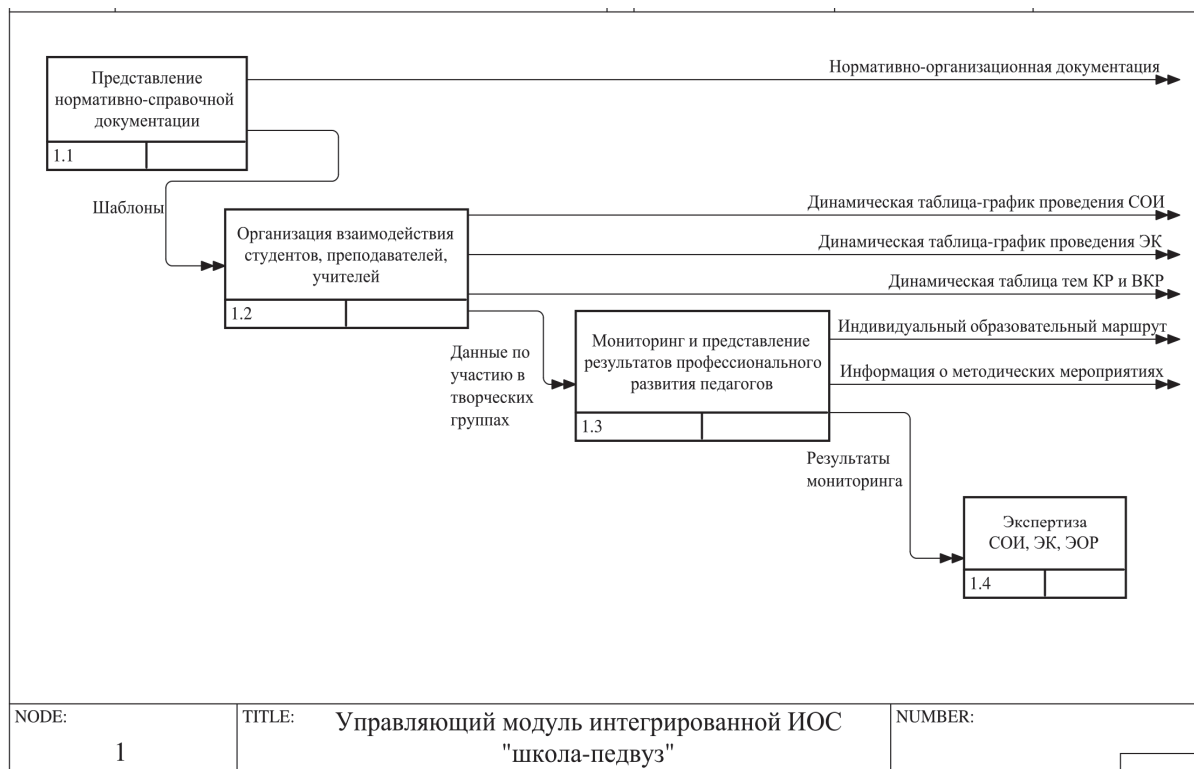 Представление
нормативно-справочной
документации
1.1
Нормативно-организационная документация
Шаблоны
Организация взаимодействия
студентов, преподавателей,
учителей
1.2
Динамическая таблица-график проведения СОИ
Динамическая таблица-график проведения ЭК
Динамическая таблица тем КР и ВКР
Данные по
участию в
творческих
группах
Мониторинг и представление
результатов профессионального
развития педагогов
1.3
Индивидуальный образовательный маршрут
Информация о методических мероприятиях
Результаты
мониторинга
Экспертиза
СОИ, ЭК, ЭОР
1.4
NODE:
1
TITLE:
Управляющий модуль интегрированной ИОС
"школа-педвуз"
NUMBER: